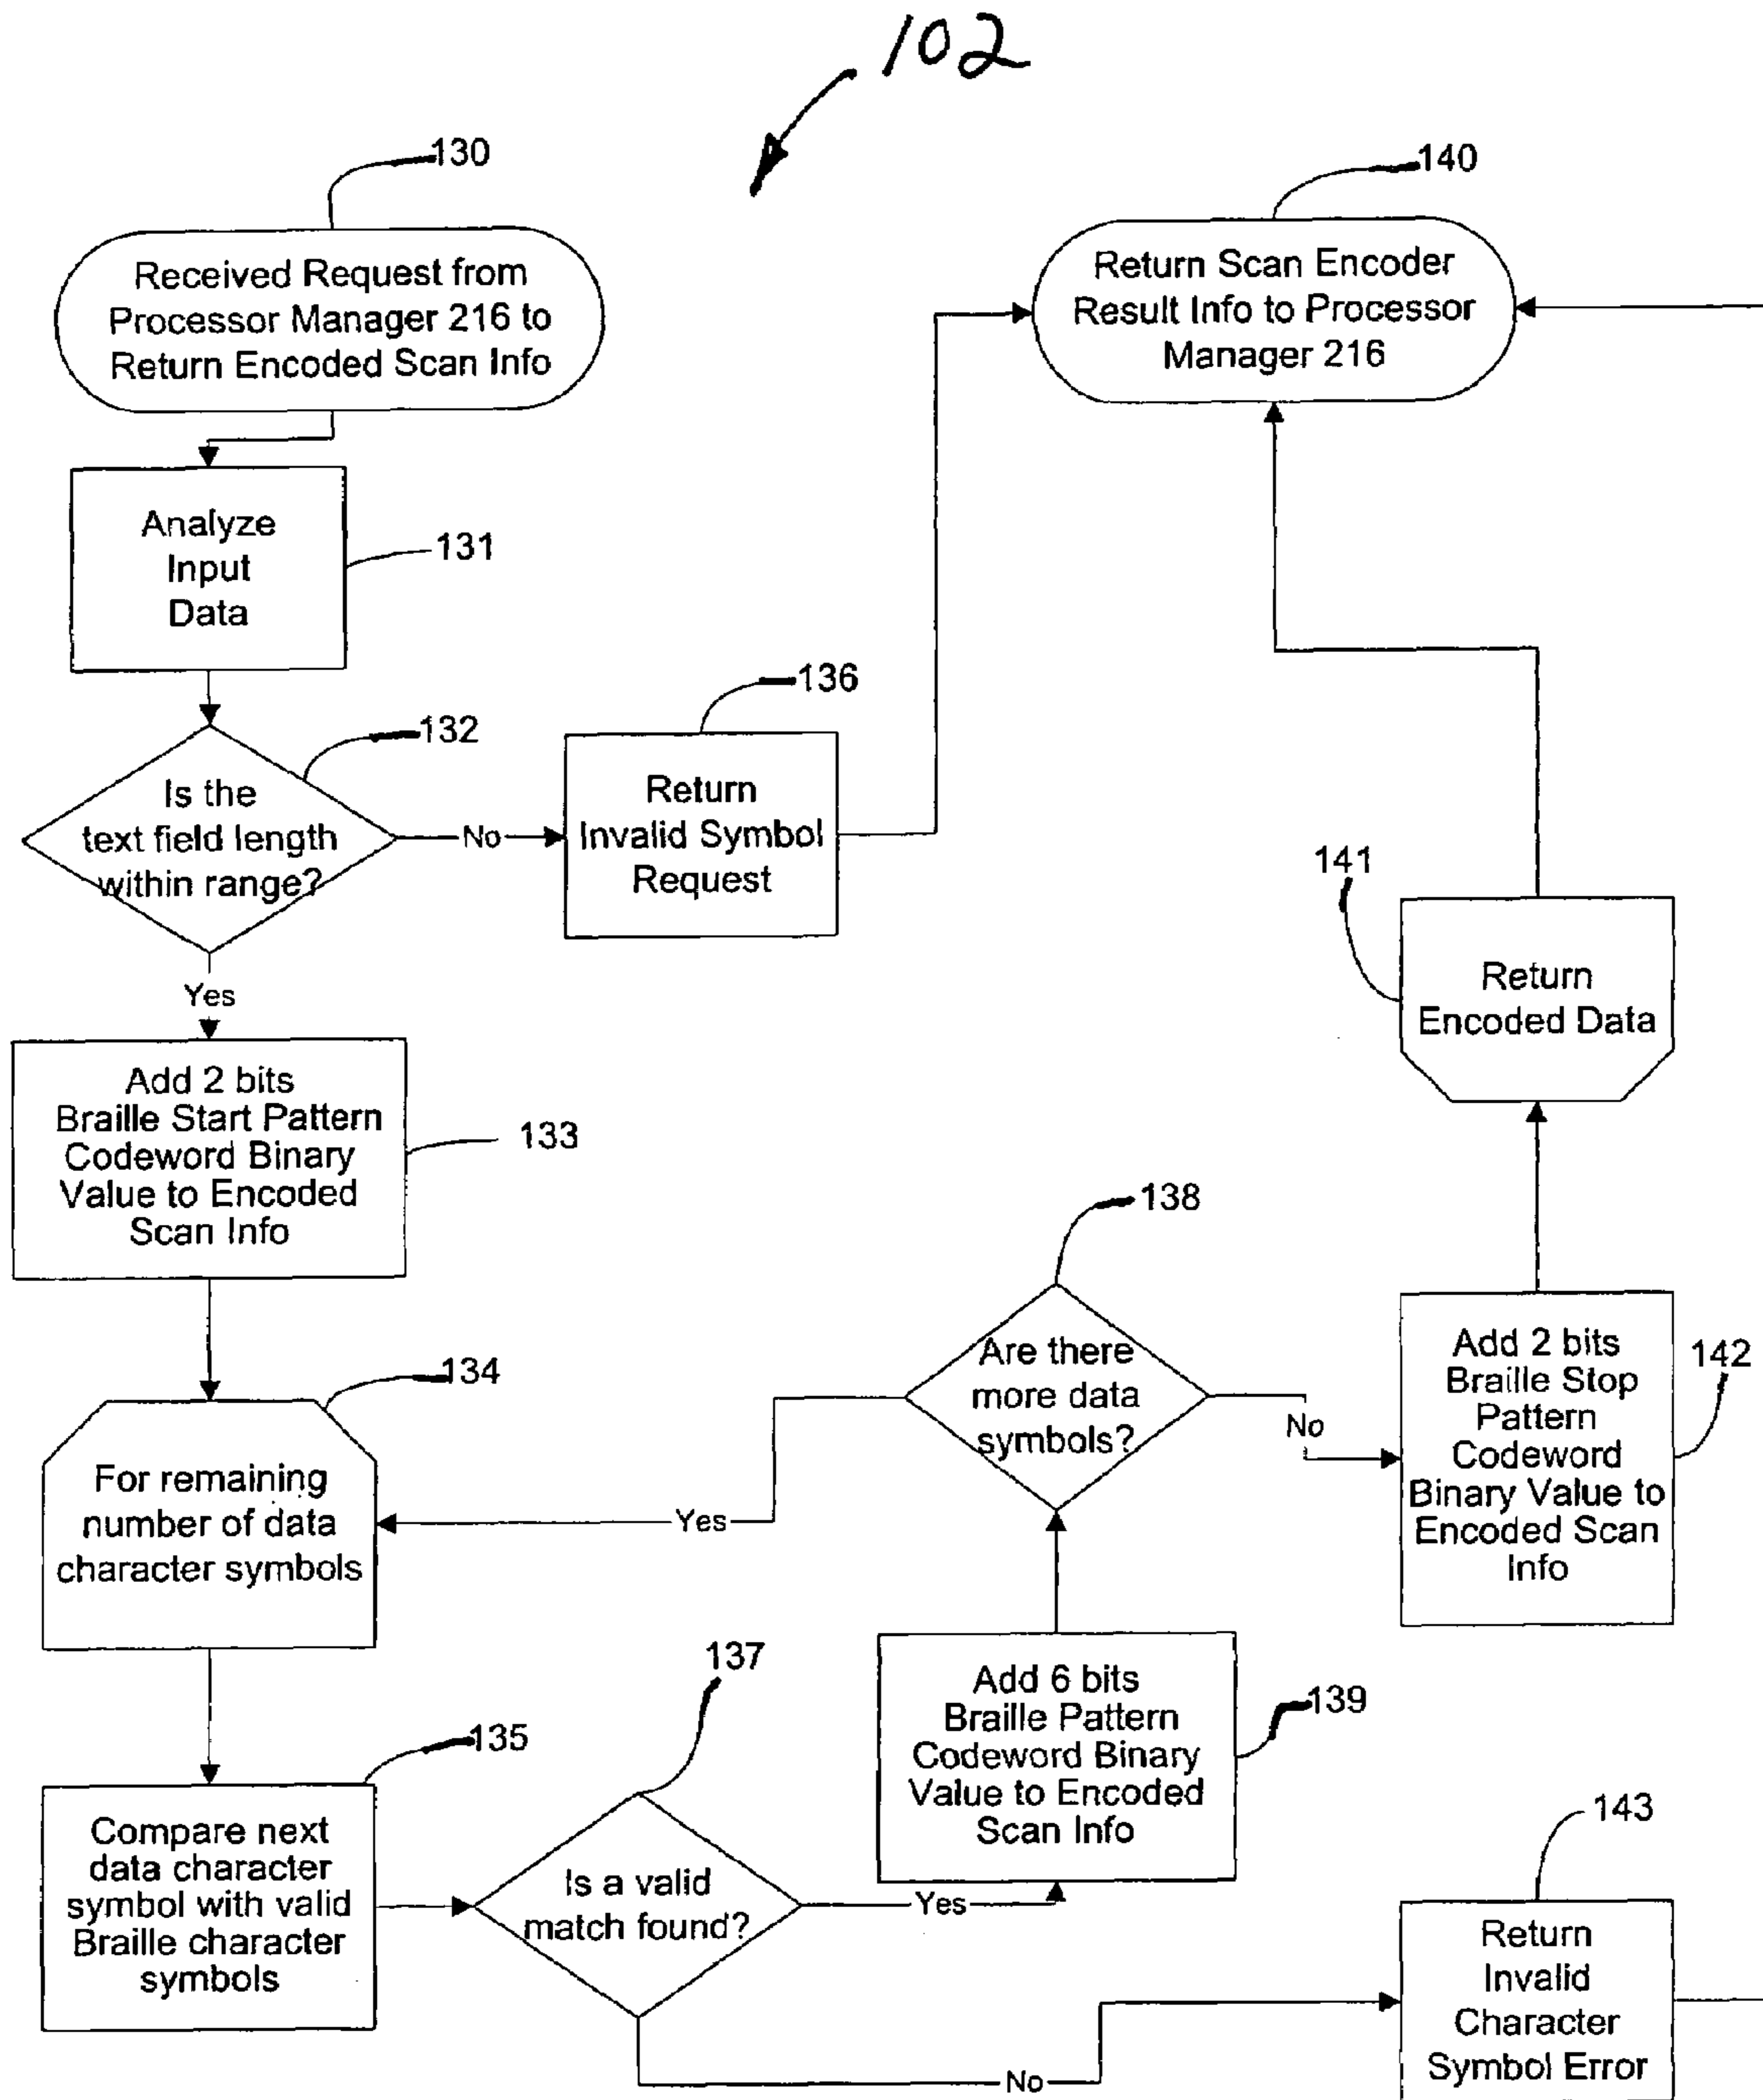 102
130
Received Request from
Processor Manager 216 to
Return Encoded Scan Info
140
Return Scan Encoder
Result Info to Processor
Manager 216
Analyze
Input
Data
131
132
Is the
text field length
within range?
No
136
Return
Invalid Symbol
Request
Yes
141
Return
Encoded Data
Add 2 bits
Braille Start Pattern
Codeword Binary
Value to Encoded
Scan Info
133
138
Are there
more data
symbols?
Yes
No
Add 2 bits
Braille Stop
Pattern
Codeword
Binary Value to
Encoded Scan
Info
142
134
For remaining
number of data
character symbols
135
Compare next
data character
symbol with valid
Braille character
symbols
137
Is a valid
match found?
Yes
Add 6 bits
Braille Pattern
Codeword Binary
Value to Encoded
Scan Info
139
143
Return
Invalid
Character
Symbol Error
No